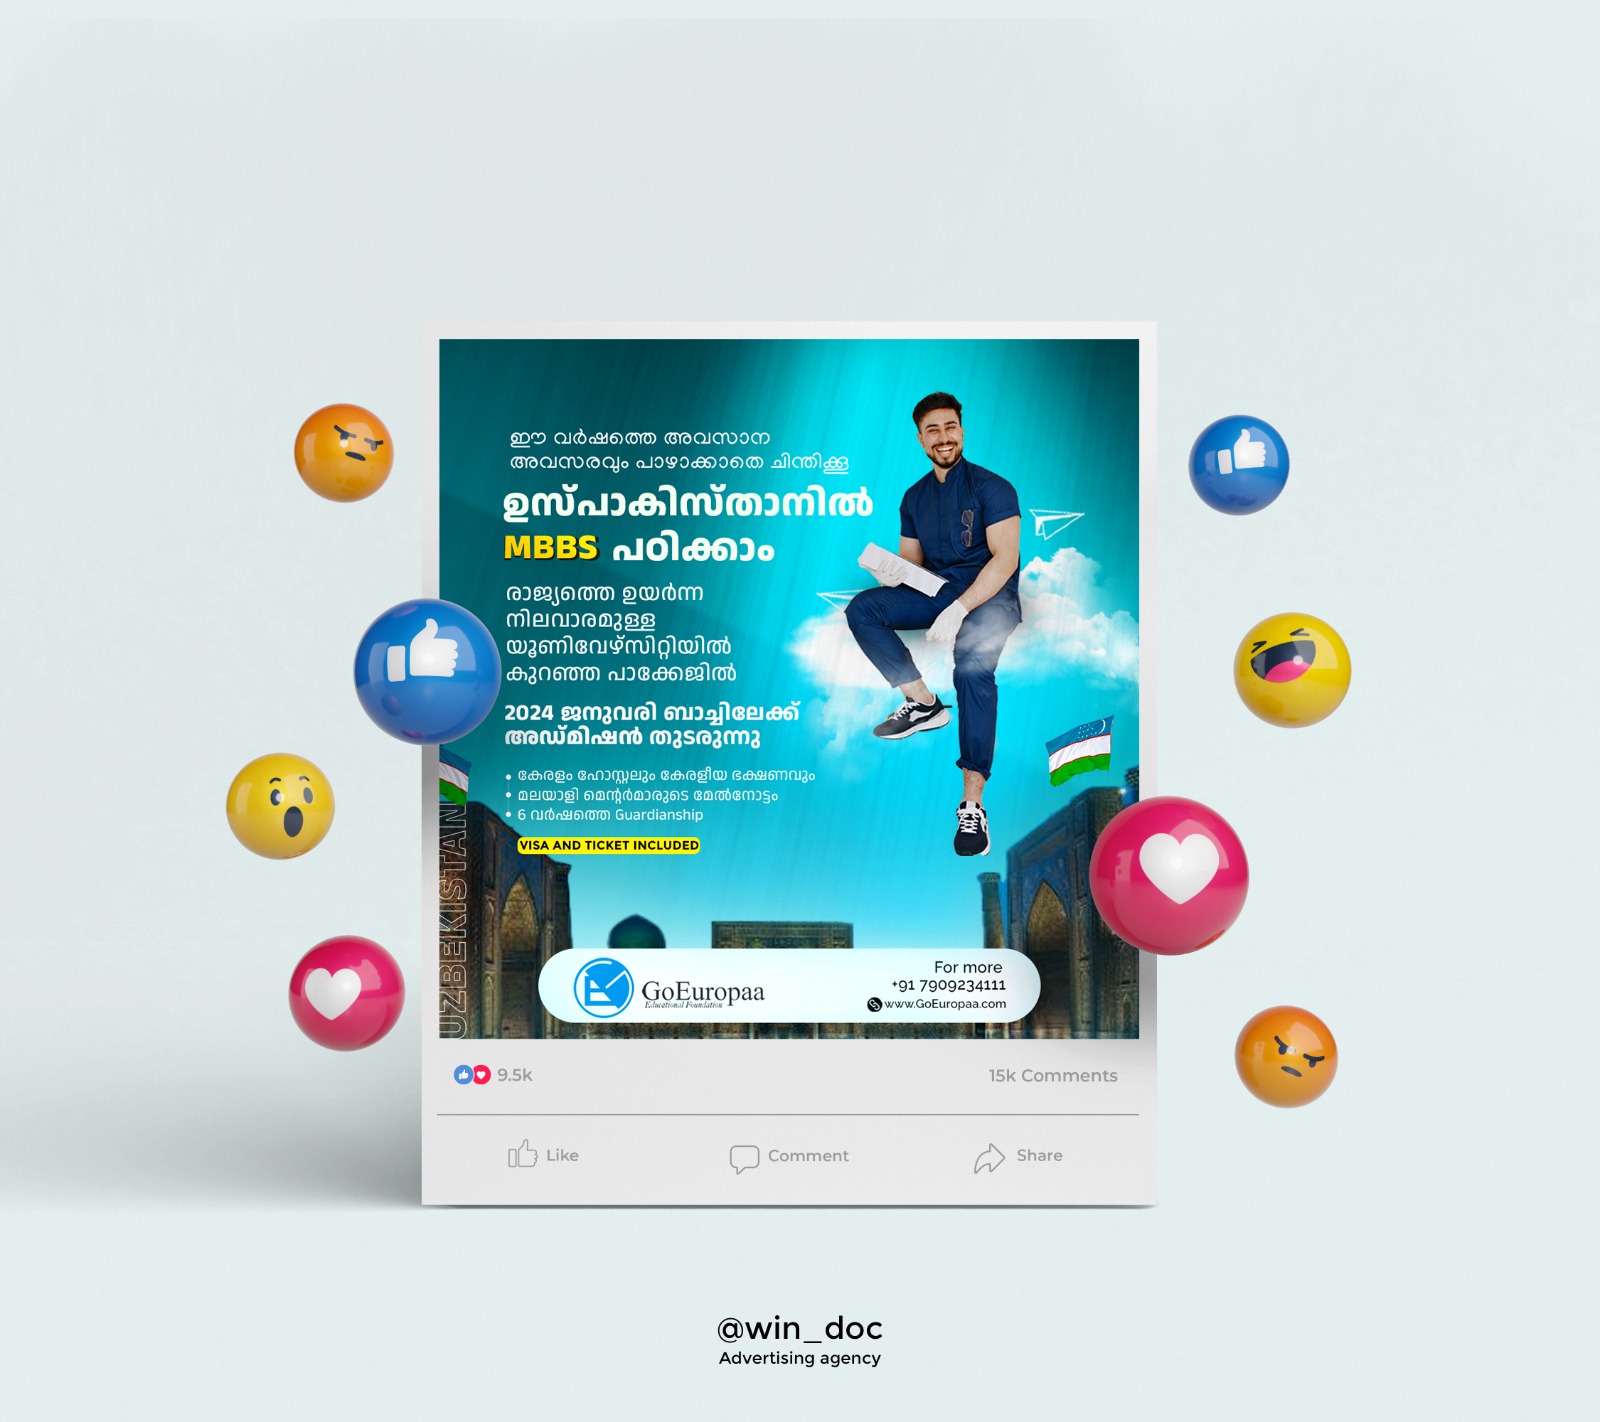 ഈ വർഷത്തെ അവസാന
അവസരവും പാഴാക്കാതെ ചിന്തിക്കൂ
ഉസ്പാകിസ്താനിൽ
MBBS പഠിക്കാം
രാജ്യത്തെ ഉയർന്ന
നിലവാരമുള്ള
യൂണിവേഴ്സിറ്റിയിൽ
കുറഞ്ഞ പാക്കേജിൽ
2024 ജനുവരി ബാച്ചിലേക്ക്
അഡ്മിഷൻ തുടരുന്നു
• കേരളം ഹോസ്റ്റലും കേരളീയ ഭക്ഷണവും
• മലയാളി മെന്റർമാരുടെ മേൽനോട്ടം
• 6 വർഷത്തെ Guardianship
VISA AND TICKET INCLUDED
UZBEKISTAN
GoEuropaa
Educational Foundation
For more
+91 7909234111
www.GoEuropaa.com
9.5k
15k Comments
Like
Comment
Share
@win_doc
Advertising agency